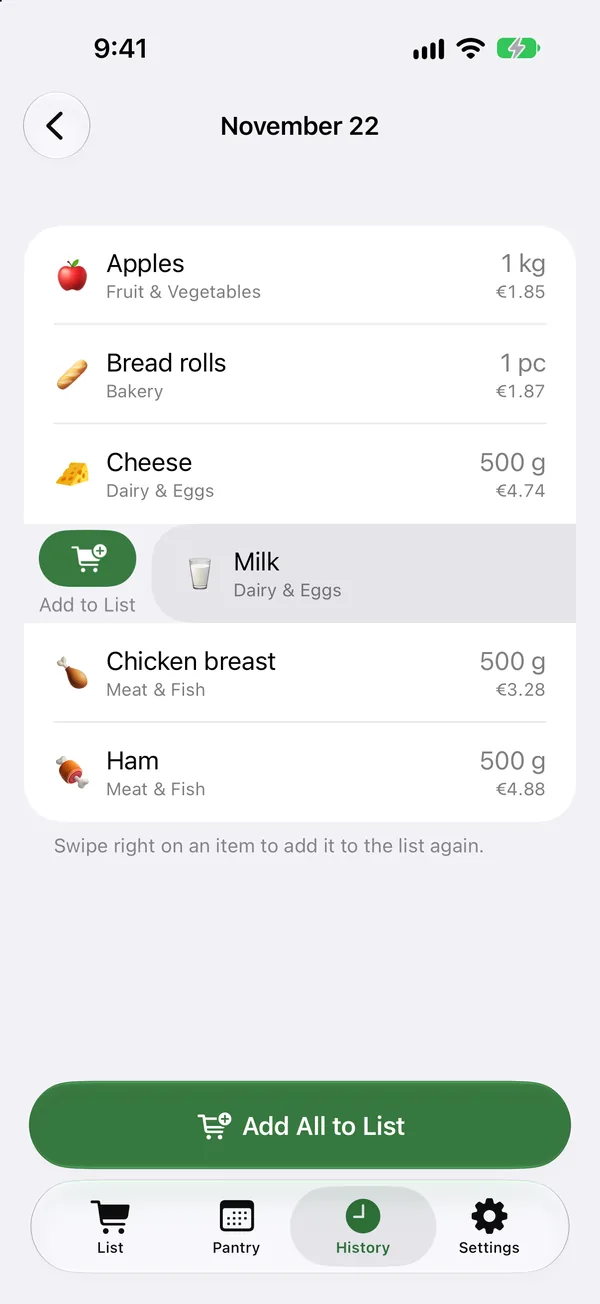 9:41
November 22
Apples
1 kg
Fruit & Vegetables
€1.85
Bread rolls
1 pc
Bakery
€1.87
Cheese
500 g
Dairy & Eggs
€4.74
Add to List
Milk
Dairy & Eggs
Chicken breast
500 g
Meat & Fish
€3.28
Ham
500 g
Meat & Fish
€4.88
Swipe right on an item to add it to the list again.
Add All to List
List
Pantry
History
Settings